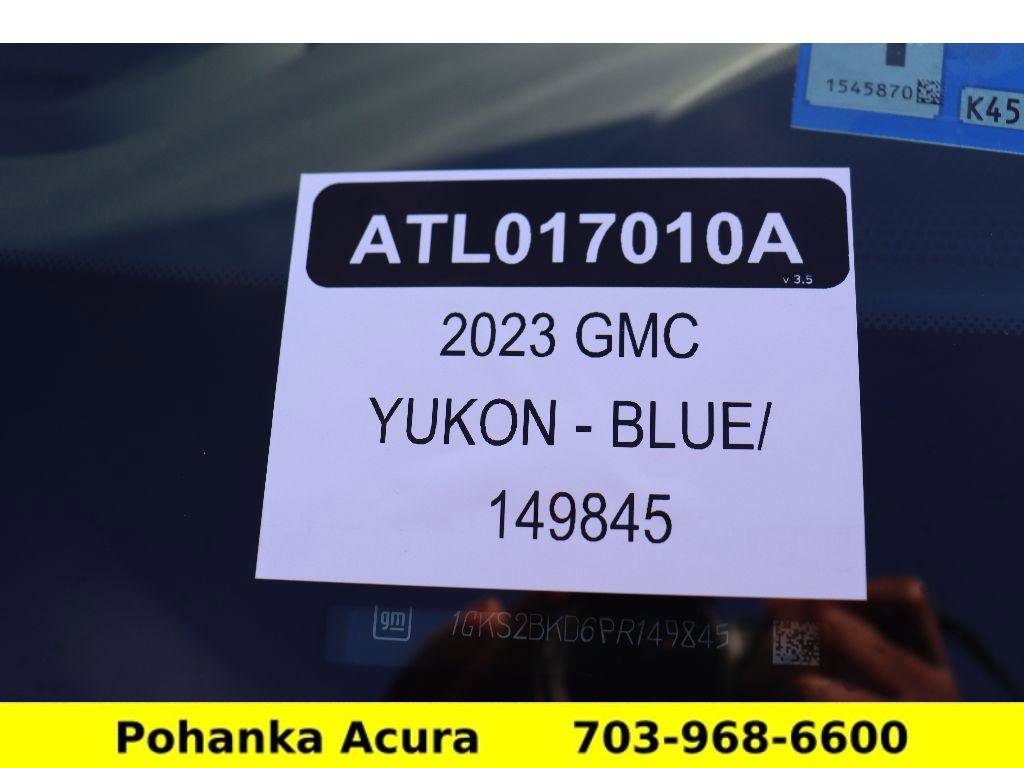 1545870
K45
ATL017010A
v 3.5
2023 GMC
YUKON - BLUE/
149845
gm 1GKS2BKD6PR149845
Pohanka Acura 703-968-6600